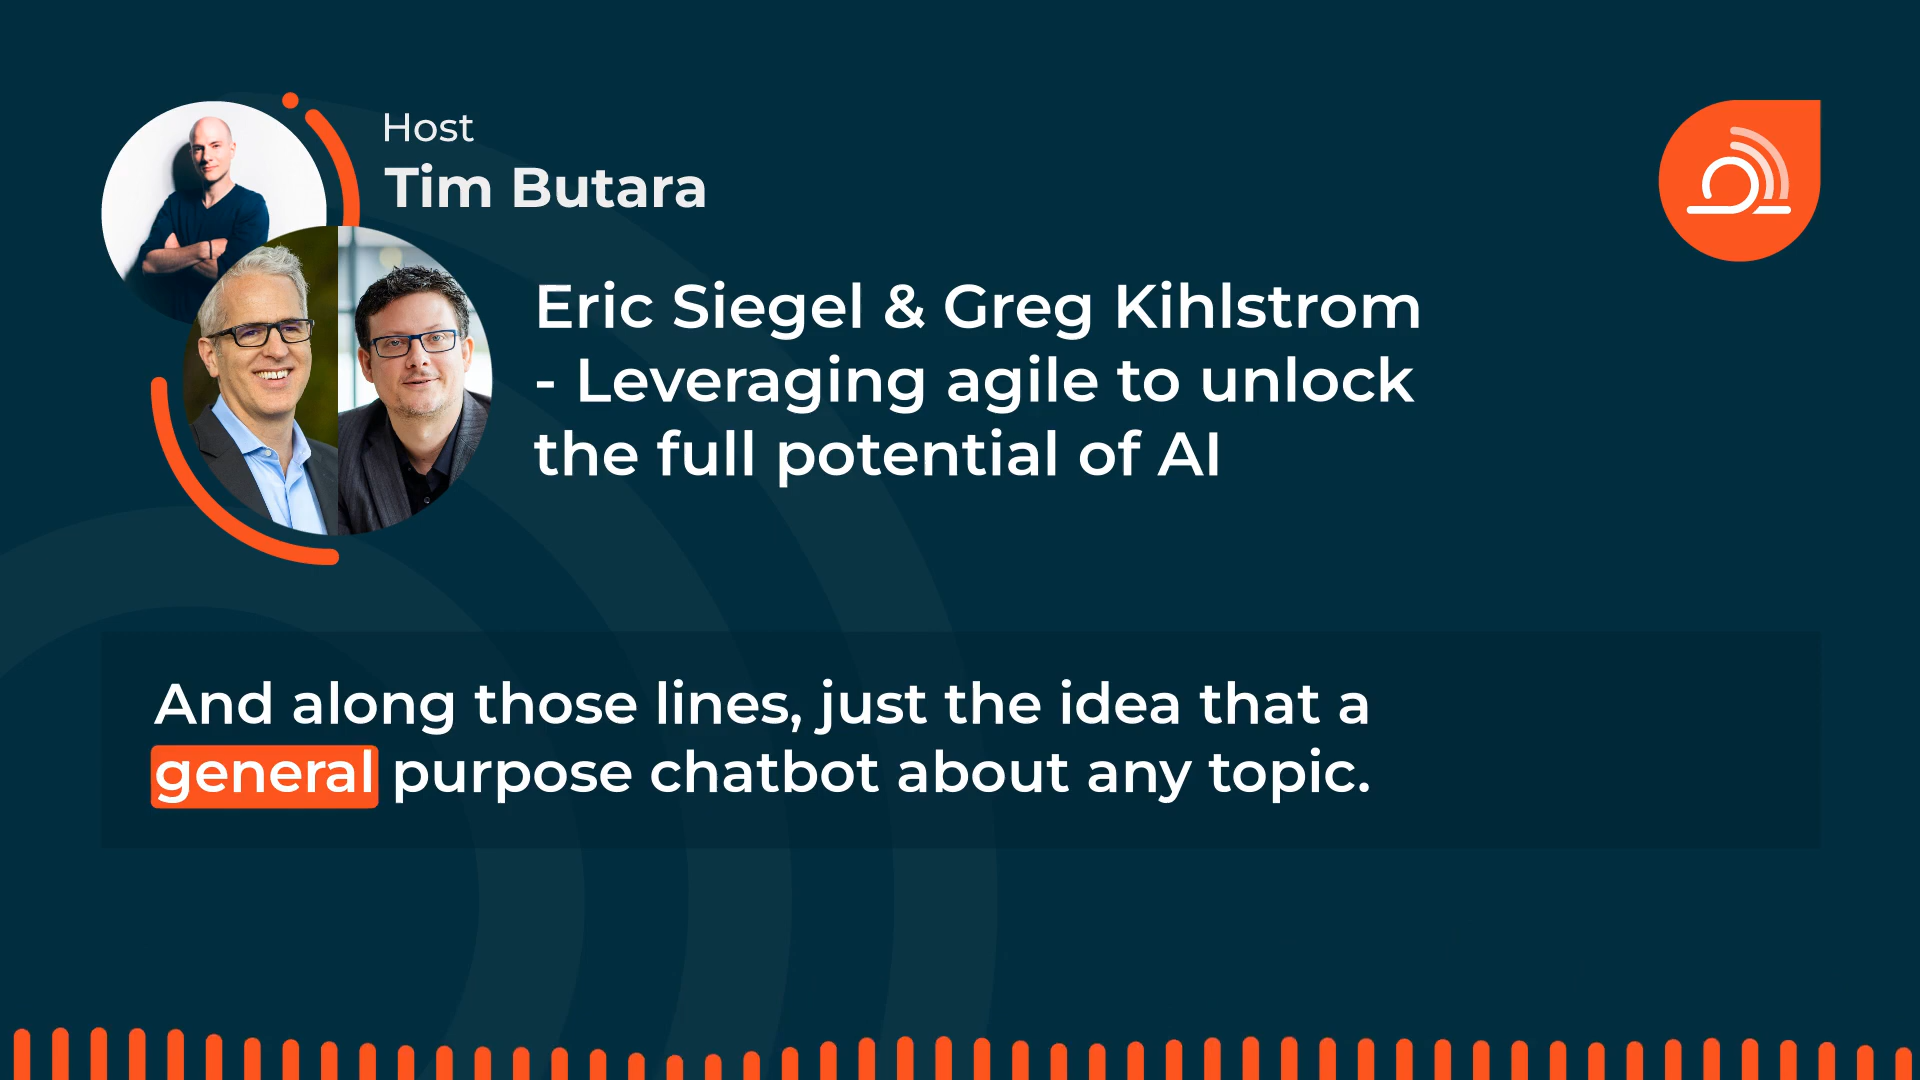 Host
Tim Butara
Eric Siegel & Greg Kihlstrom
- Leveraging agile to unlock
the full potential of AI
And along those lines, just the idea that a
general purpose chatbot about any topic.